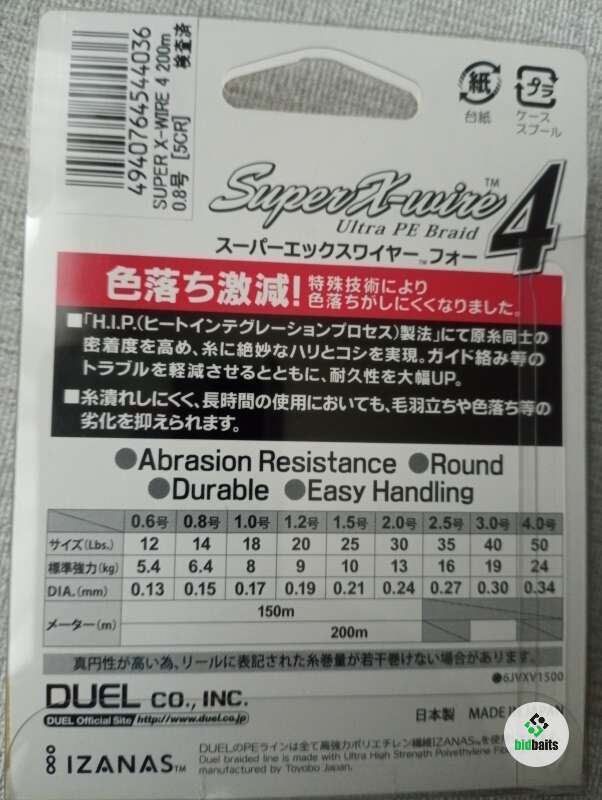 4940764544036
SUPER X-WIRE 4 200m
0.8号 [5CR]
検査済
紙
台紙
プラ
ケース
スプール
Super X-wire™ 4
Ultra PE Braid
スーパーエックスワイヤー™フォー
色落ち激減!
特殊技術により
色落ちがしにくくなりました。
■「H.I.P.(ヒートインテグレーションプロセス)製法」にて原糸同士の
密着度を高め、糸に絶妙なハリとコシを実現。ガイド絡み等の
トラブルを軽減させるとともに、耐久性を大幅UP。
■糸潰れしにくく、長時間の使用においても、毛羽立ちや色落ち等の
劣化を抑えられます。
●Abrasion Resistance ●Round
●Durable ●Easy Handling
0.6号 0.8号 1.0号 1.2号 1.5号 2.0号 2.5号 3.0号 4.0号
サイズ(Lbs.) 12 14 18 20 25 30 35 40 50
標準強力(kg) 5.4 6.4 8 9 10 13 16 19 24
DIA.(mm) 0.13 0.15 0.17 0.19 0.21 0.24 0.27 0.30 0.34
メーター(m) 150m
200m
真円性が高い為、リールに表記された糸巻量が若干巻けない場合があります。
●6JVXV1500
DUEL CO., INC.
DUEL Official Site http://www.duel.co.jp
日本製 MADE IN JAPAN
IZANAS™
DUELのPEラインは全て高強力ポリエチレン繊維IZANAS™を使
Duel braided line is made with Ultra High Strength Polyethylene
manufactured by Toyobo Japan.
bidbaits